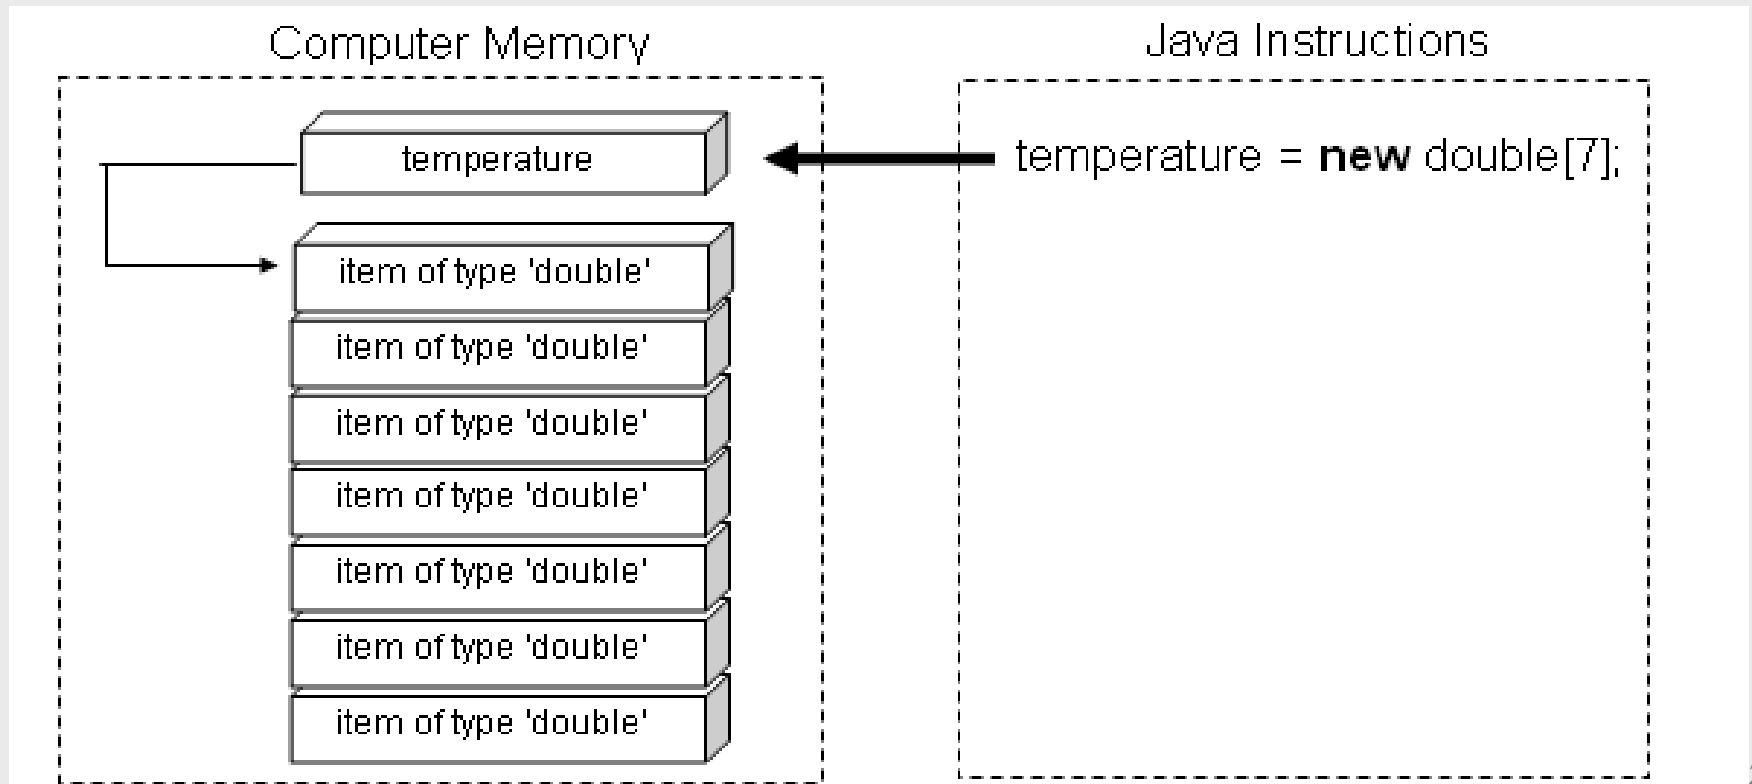 Computer Memory
Java Instructions
temperature
temperature = new double[7];
item of type 'double'
item of type 'double'
item of type 'double'
item of type 'double'
item of type 'double'
item of type 'double'
item of type 'double'